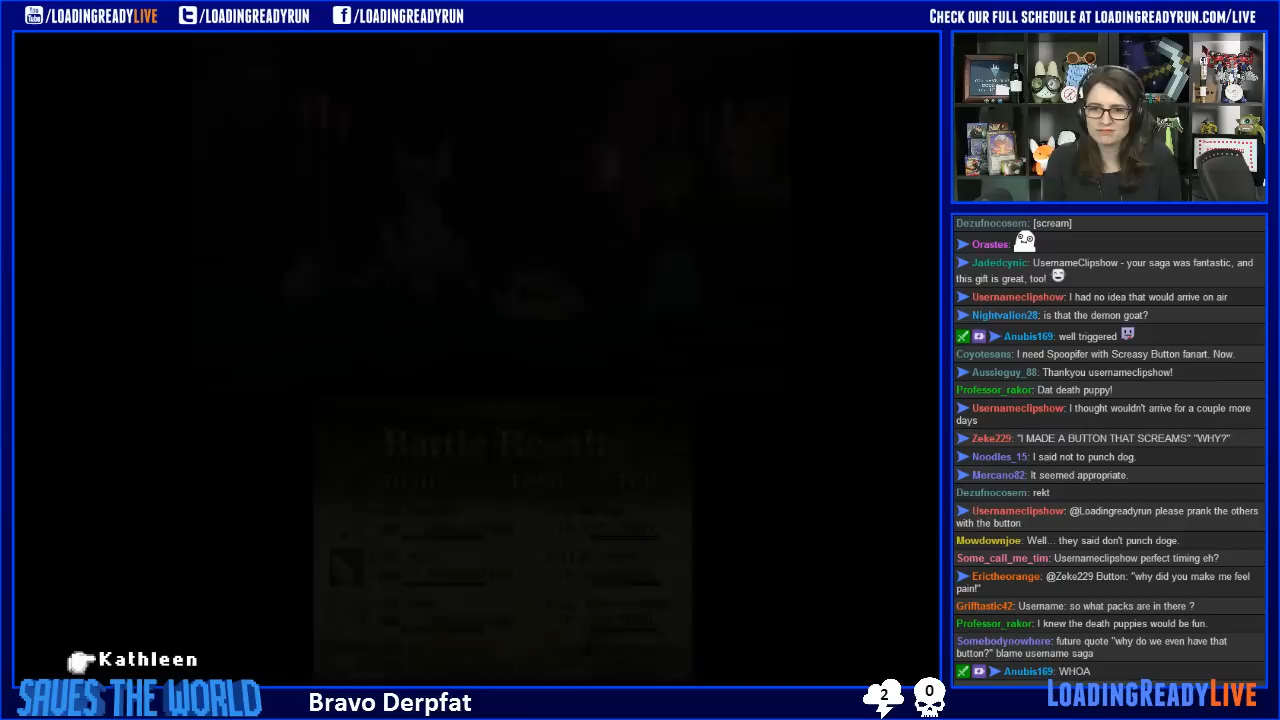 /LOADINGREADYLIVE
/LOADINGREADYRUN
/LOADINGREADYRUN
CHECK OUR FULL SCHEDULE AT LOADINGREADYRUN.COM/LIVE
Dezufnocosem: [scream]
Orastes:
Jadedcynic: UsernameClipshow - your saga was fantastic, and
this gift is great, too!
Usernameclipshow: I had no idea that would arrive on air
Nightvalien28: is that the demon goat?
Anubis169: well triggered
Coyotesans: I need Spoopifer with Screasy Button fanart. Now.
Aussieguy_88: Thankyou usernameclipshow!
Professor_rakor: Dat death puppy!
Usernameclipshow: I thought wouldn't arrive for a couple more
days
Zeke229: "I MADE A BUTTON THAT SCREAMS" "WHY?"
Noodles_15: I said not to punch dog.
Mercano82: It seemed appropriate.
Dezufnocosem: rekt
Usernameclipshow: @Loadingreadyrun please prank the others
with the button
Mowdownjoe: Well... they said don't punch doge.
Some_call_me_tim: Usernameclipshow perfect timing eh?
Erictheorange: @Zeke229 Button: "why did you make me feel
pain!"
Grifftastic42: Username: so what packs are in there ?
Professor_rakor: I knew the death puppies would be fun.
Somebodynowhere: future quote "why do we even have that
button?" blame username saga
Anubis169: WHOA
Battle Results
Kathleen
SAVES THE WORLD
Bravo Derpfat
2
0
LOADINGREADYLIVE